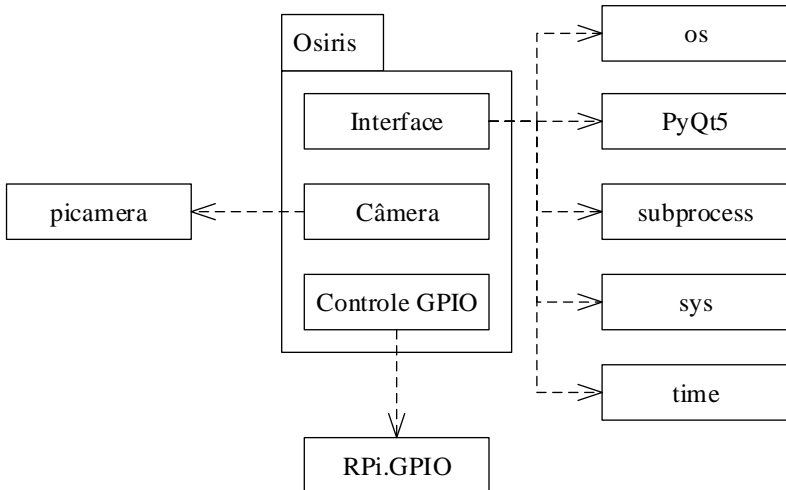 os
Osiris
Interface
PyQt5
picamera
Câmera
subprocess
Controle GPIO
sys
time
RPi.GPIO